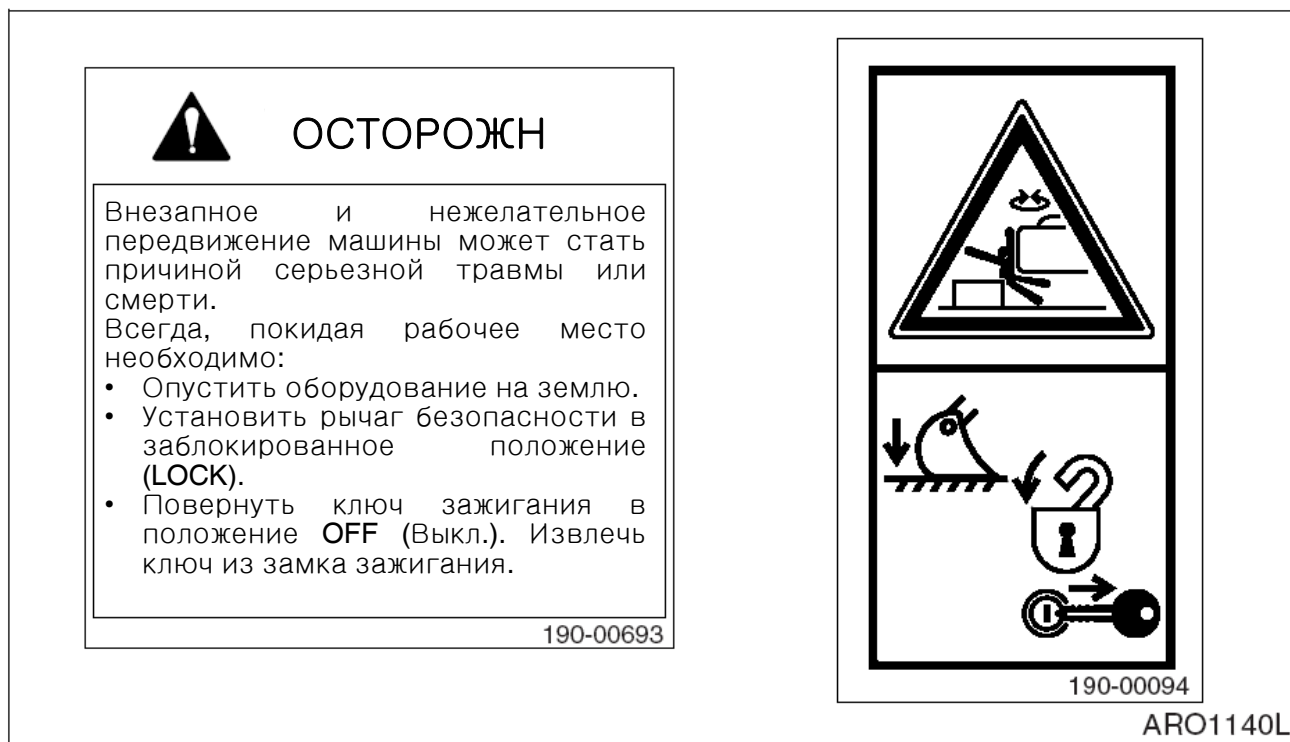 ОСТОРОЖН
Внезапное и нежелательное
передвижение машины может стать
причиной серьезной травмы или
смерти.
Всегда, покидая рабочее место
необходимо:
• Опустить оборудование на землю.
• Установить рычаг безопасности в
заблокированное положение
(LOCK).
• Повернуть ключ зажигания в
положение OFF (Выкл.). Извлечь
ключ из замка зажигания.
190-00693
190-00094
ARO1140L